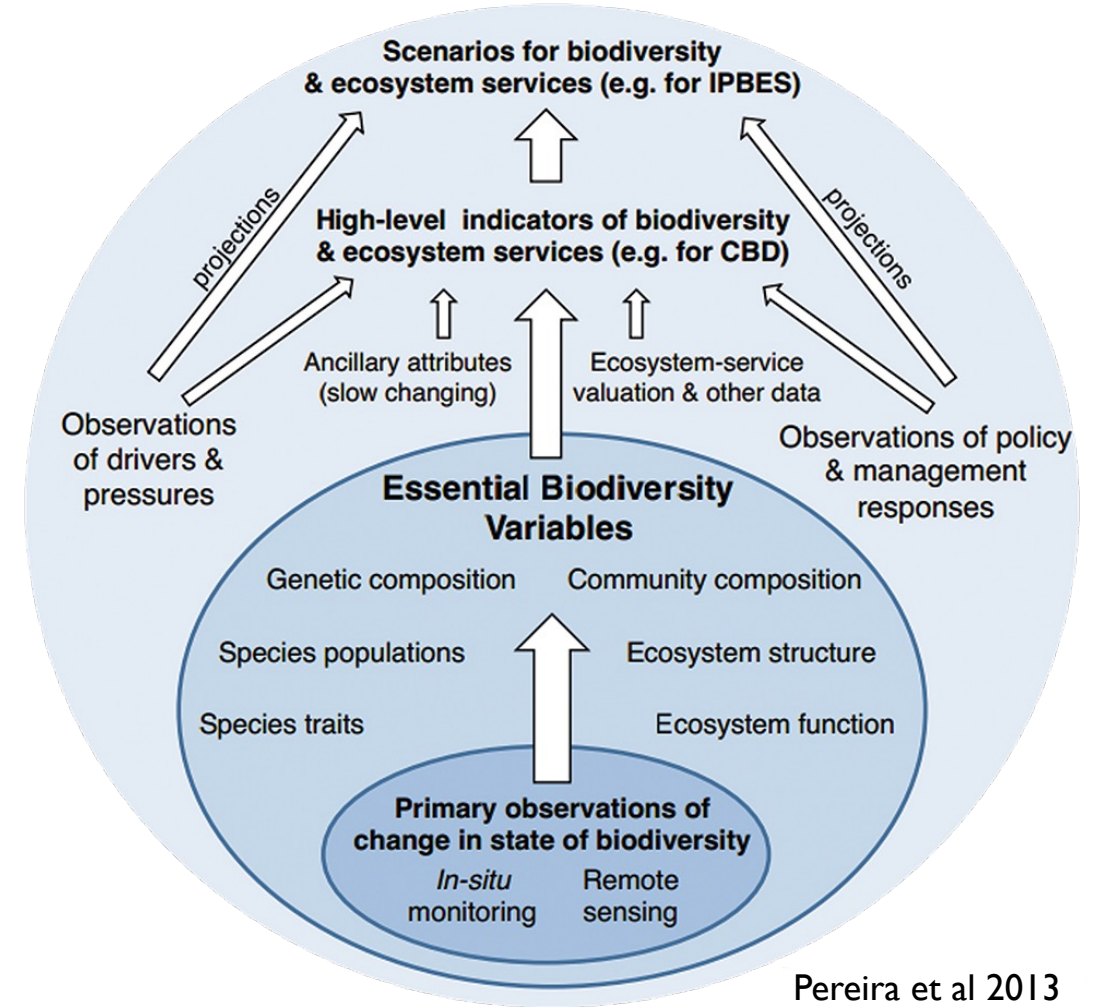 Scenarios for biodiversity
& ecosystem services (e.g. for IPBES)
projections
projections
High-level indicators of biodiversity
& ecosystem services (e.g. for CBD)
Ancillary attributes
(slow changing)
Ecosystem-service
valuation & other data
Observations
of drivers &
pressures
Observations of policy
& management
responses
Essential Biodiversity
Variables
Genetic composition
Community composition
Species populations
Ecosystem structure
Species traits
Ecosystem function
Primary observations of
change in state of biodiversity
In-situ
monitoring
Remote
sensing
Pereira et al 2013